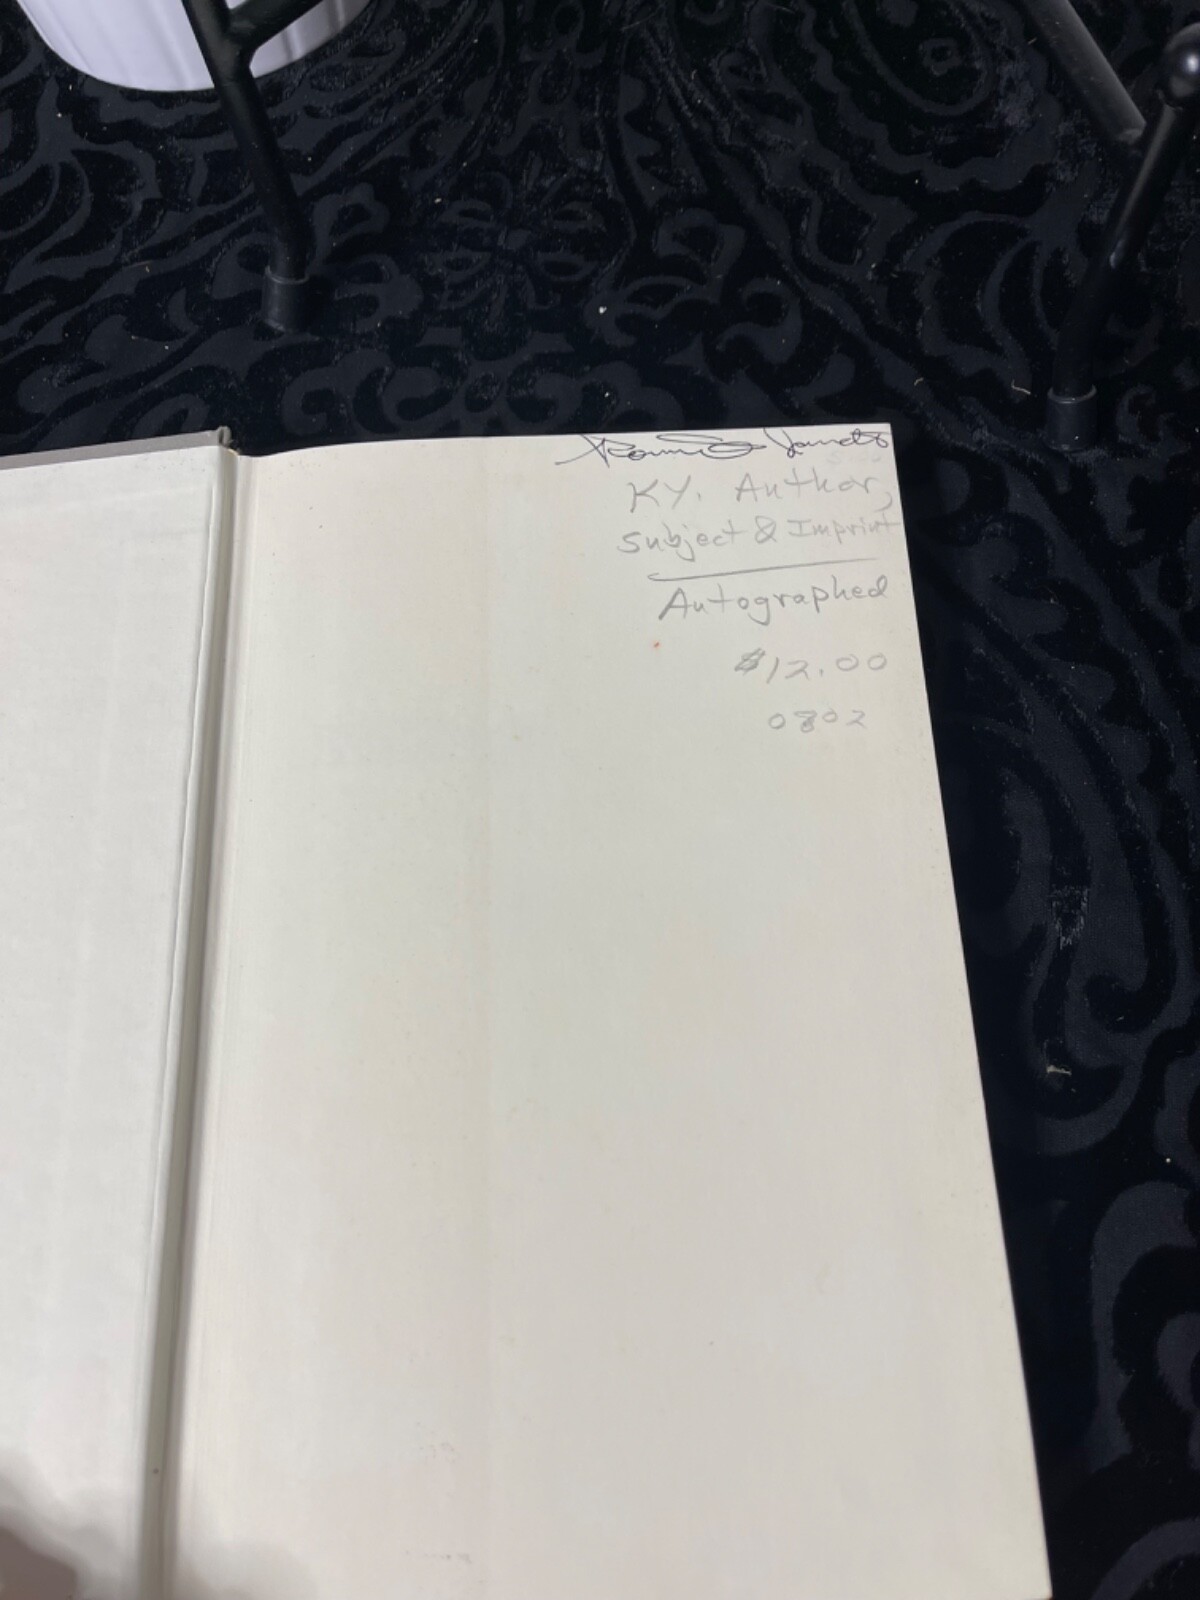 KY. Author,
Subject & Imprint
Autographed
$12.00
0802